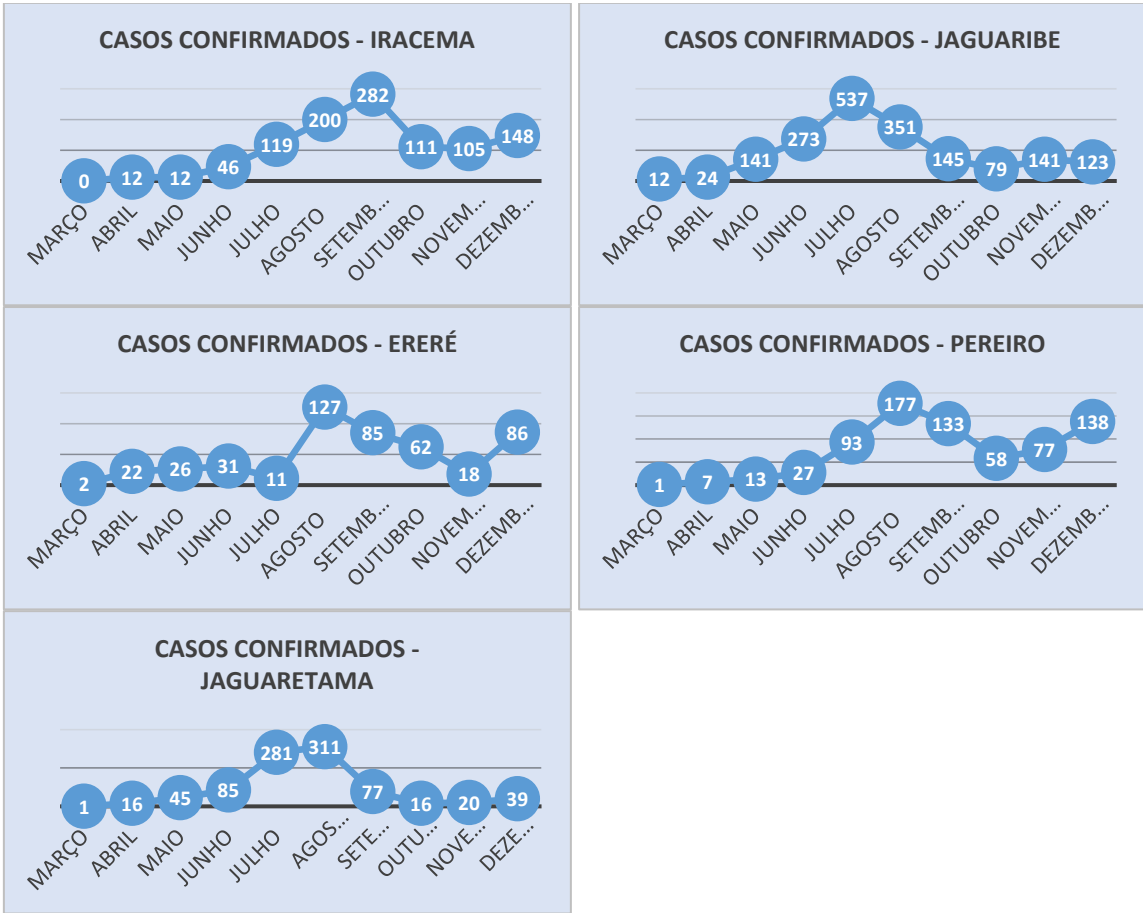 CASOS CONFIRMADOS - IRACEMA
0 12 12 46 119 200 282 111 105 148
MARÇO ABRIL MAIO JUNHO JULHO AGOSTO SETEMB... OUTUBRO NOVEM... DEZEMB...
CASOS CONFIRMADOS - JAGUARIBE
12 24 141 273 537 351 145 79 141 123
MARÇO ABRIL MAIO JUNHO JULHO AGOSTO SETEMB... OUTUBRO NOVEM... DEZEMB...
CASOS CONFIRMADOS - ERERÉ
2 22 26 31 11 127 85 62 18 86
MARÇO ABRIL MAIO JUNHO JULHO AGOSTO SETEMB... OUTUBRO NOVEM... DEZEMB...
CASOS CONFIRMADOS - PEREIRO
1 7 13 27 93 177 133 58 77 138
MARÇO ABRIL MAIO JUNHO JULHO AGOSTO SETEMB... OUTUBRO NOVEM... DEZEMB...
CASOS CONFIRMADOS -
JAGUARETAMA
1 16 45 85 281 311 77 16 20 39
MARÇO ABRIL MAIO JUNHO JULHO AGOS... SETE... OUTU... NOVE... DEZE...